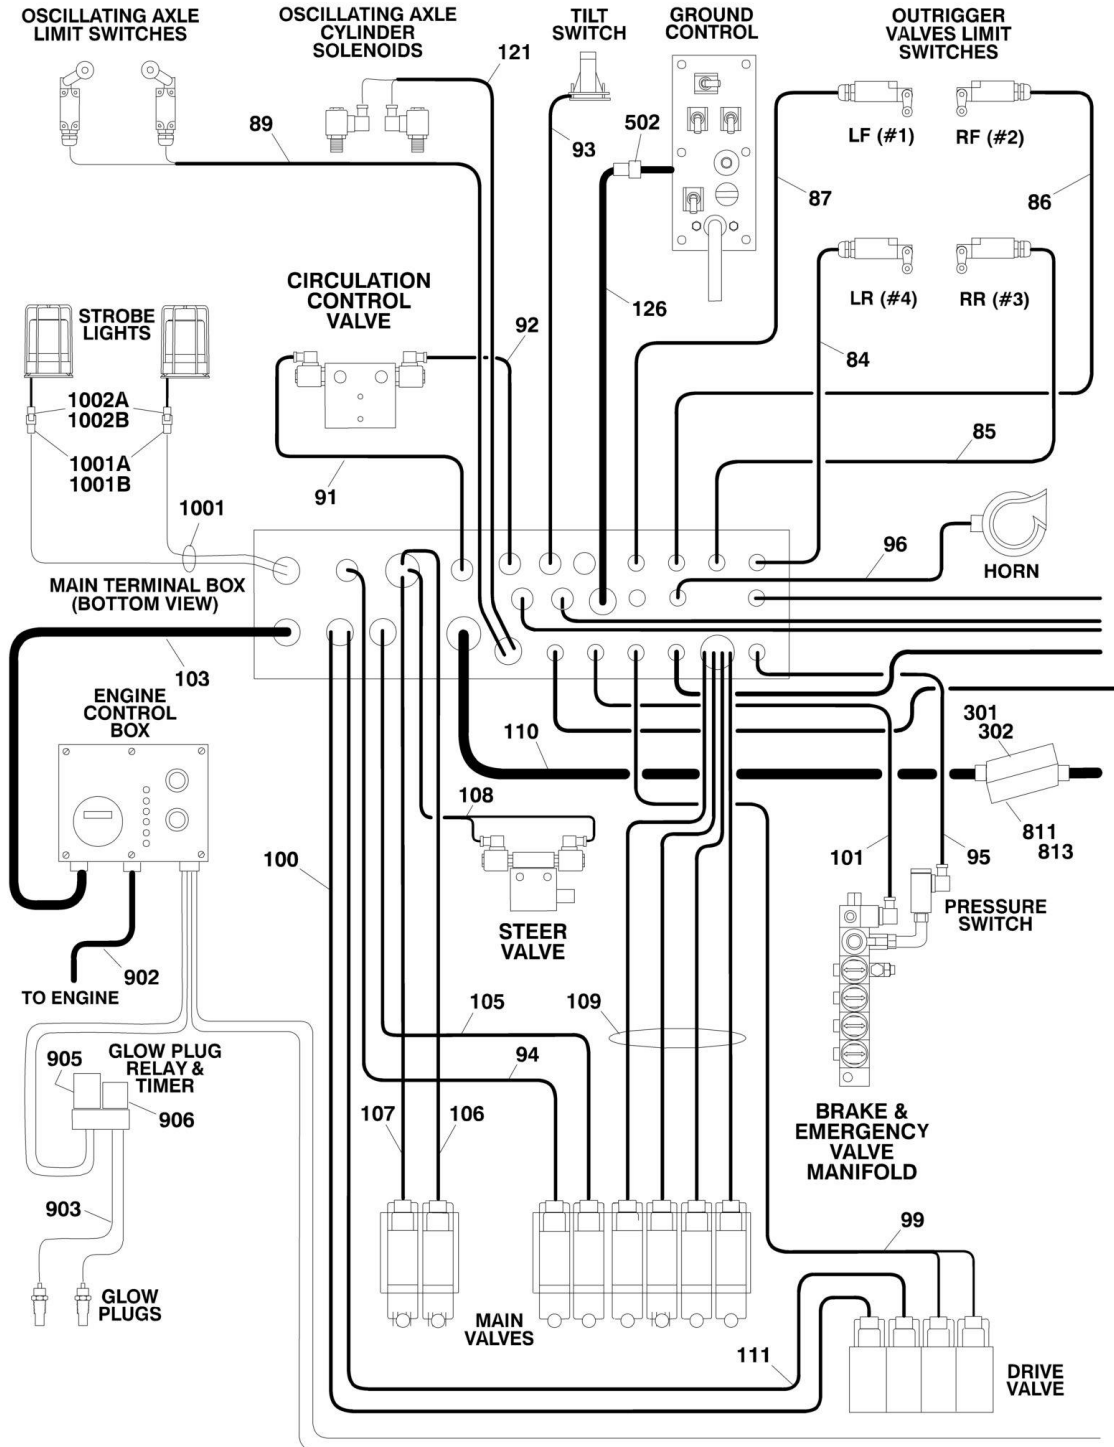 OSCILLATING AXLE
LIMIT SWITCHES
OSCILLATING AXLE
CYLINDER
SOLENOIDS
121
TILT
SWITCH
GROUND
CONTROL
OUTRIGGER
VALVES LIMIT
SWITCHES
89
502
93
LF (#1)
RF (#2)
87
86
CIRCULATION
CONTROL
VALVE
LR (#4)
RR (#3)
STROBE
LIGHTS
92
126
84
1002A
1002B
1001A
1001B
85
91
1001
96
HORN
MAIN TERMINAL BOX
(BOTTOM VIEW)
103
ENGINE
CONTROL
BOX
110
301
302
108
811
813
100
101
95
PRESSURE
SWITCH
STEER
VALVE
902
TO ENGINE
105
109
GLOW PLUG
RELAY &
TIMER
905
94
906
107
106
BRAKE &
EMERGENCY
VALVE
MANIFOLD
903
99
GLOW
PLUGS
MAIN
VALVES
111
DRIVE
VALVE